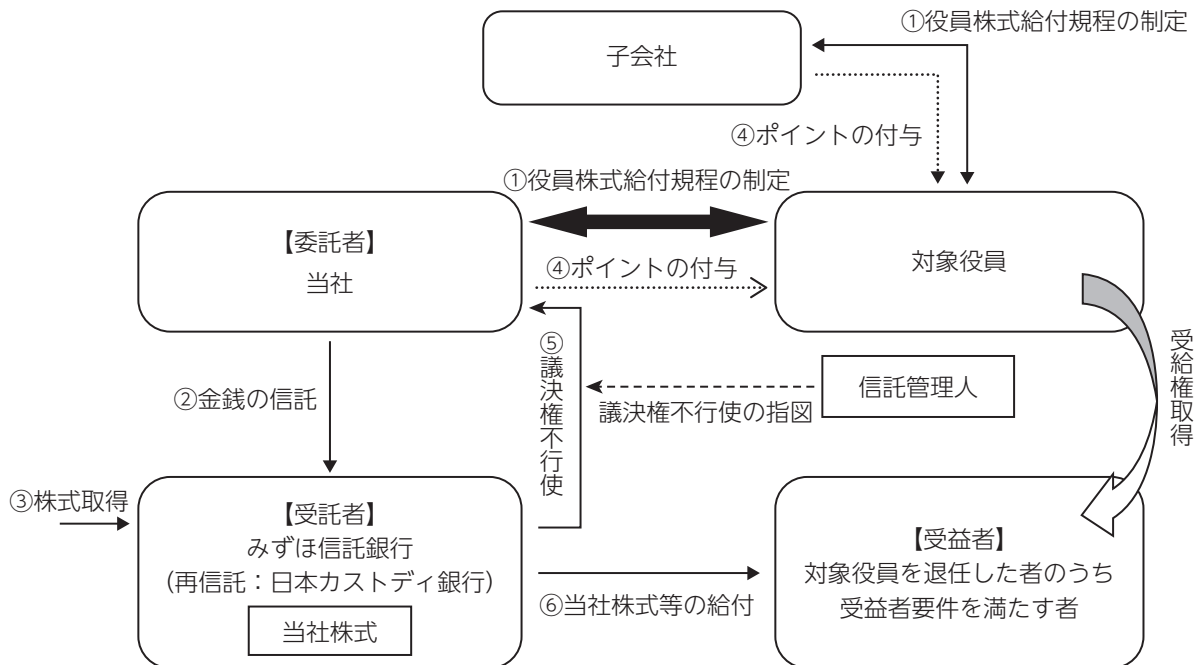 ①役員株式給付規程の制定
子会社
④ポイントの付与
①役員株式給付規程の制定
【委託者】
当社
④ポイントの付与
対象役員
⑤議決権不行使
②金銭の信託
議決権不行使の指図
信託管理人
受給権取得
③株式取得
【受託者】
みずほ信託銀行
(再信託:日本カストディ銀行)
当社株式
⑥当社株式等の給付
【受益者】
対象役員を退任した者のうち
受益者要件を満たす者